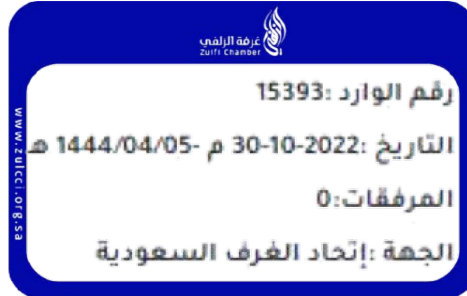 غرفة الزلفي
Zulfi Chamber
رقم الوارد :15393
التاريخ :2022-10-30 م -1444/04/05 هـ
المرفقات:0
الجهة :إتحاد الغرف السعودية
www.zulcci.org.sa